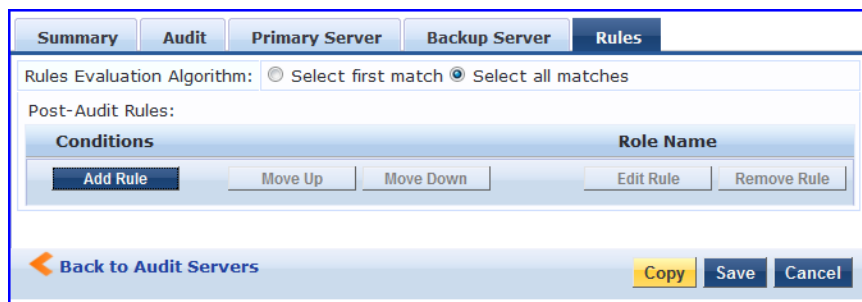 Summary Audit Primary Server Backup Server Rules
Rules Evaluation Algorithm: Select first match Select all matches
Post-Audit Rules:
Conditions Role Name
Add Rule Move Up Move Down Edit Rule Remove Rule
Back to Audit Servers Copy Save Cancel